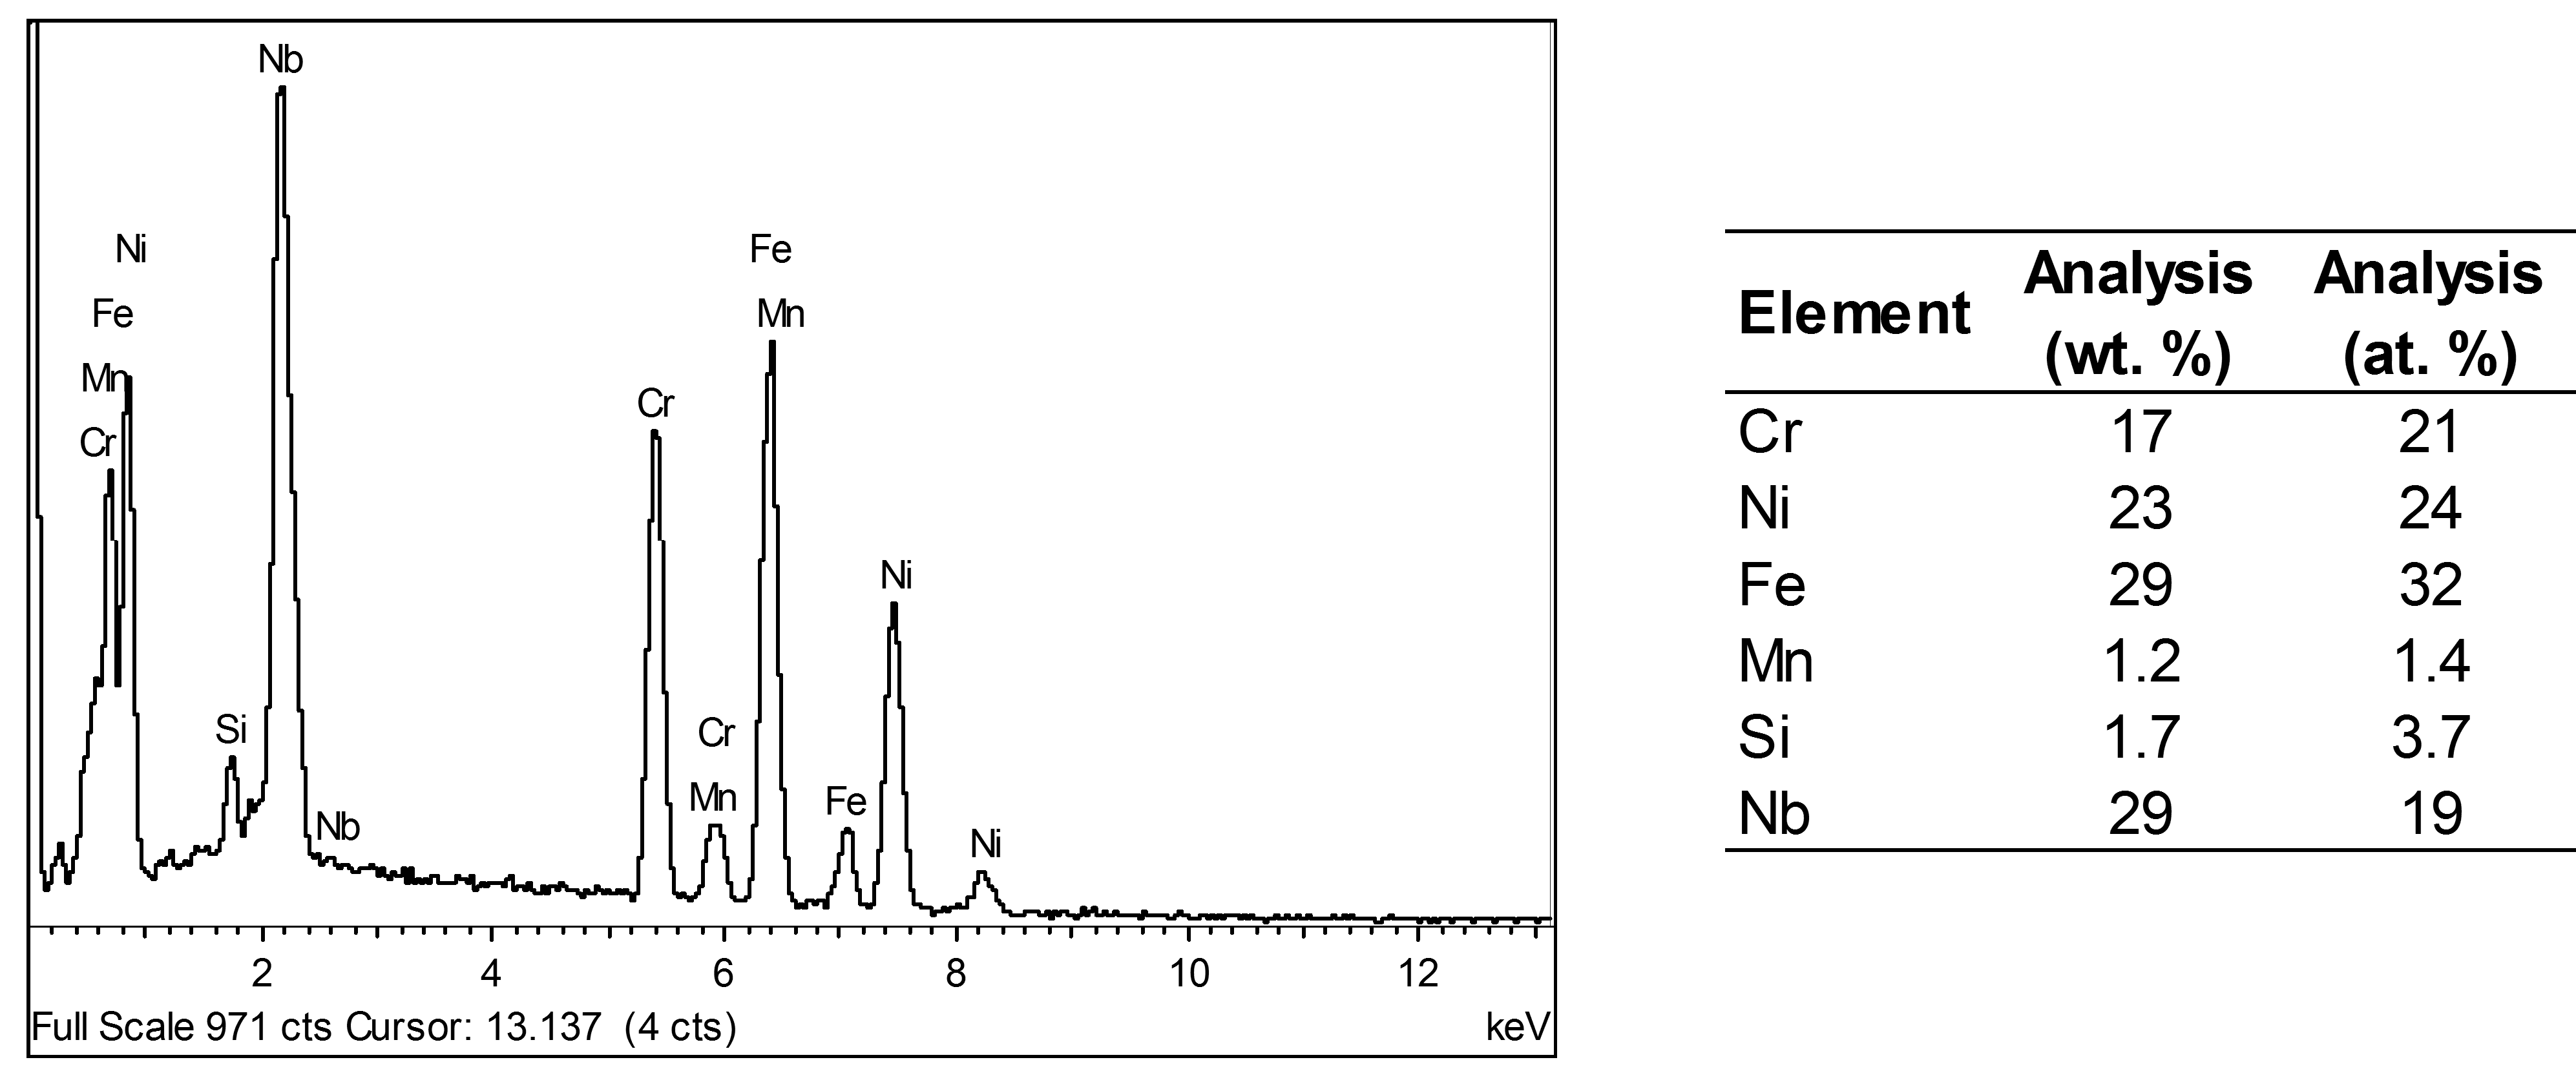 Nb
Ni
Fe
Mn
Cr
Si
Nb
Cr
Cr
Mn
Fe
Mn
Fe
Ni
Ni
2 4 6 8 10 12
Full Scale 971 cts Cursor: 13.137 (4 cts) keV
Element Analysis (wt. %) Analysis (at. %)
Cr 17 21
Ni 23 24
Fe 29 32
Mn 1.2 1.4
Si 1.7 3.7
Nb 29 19